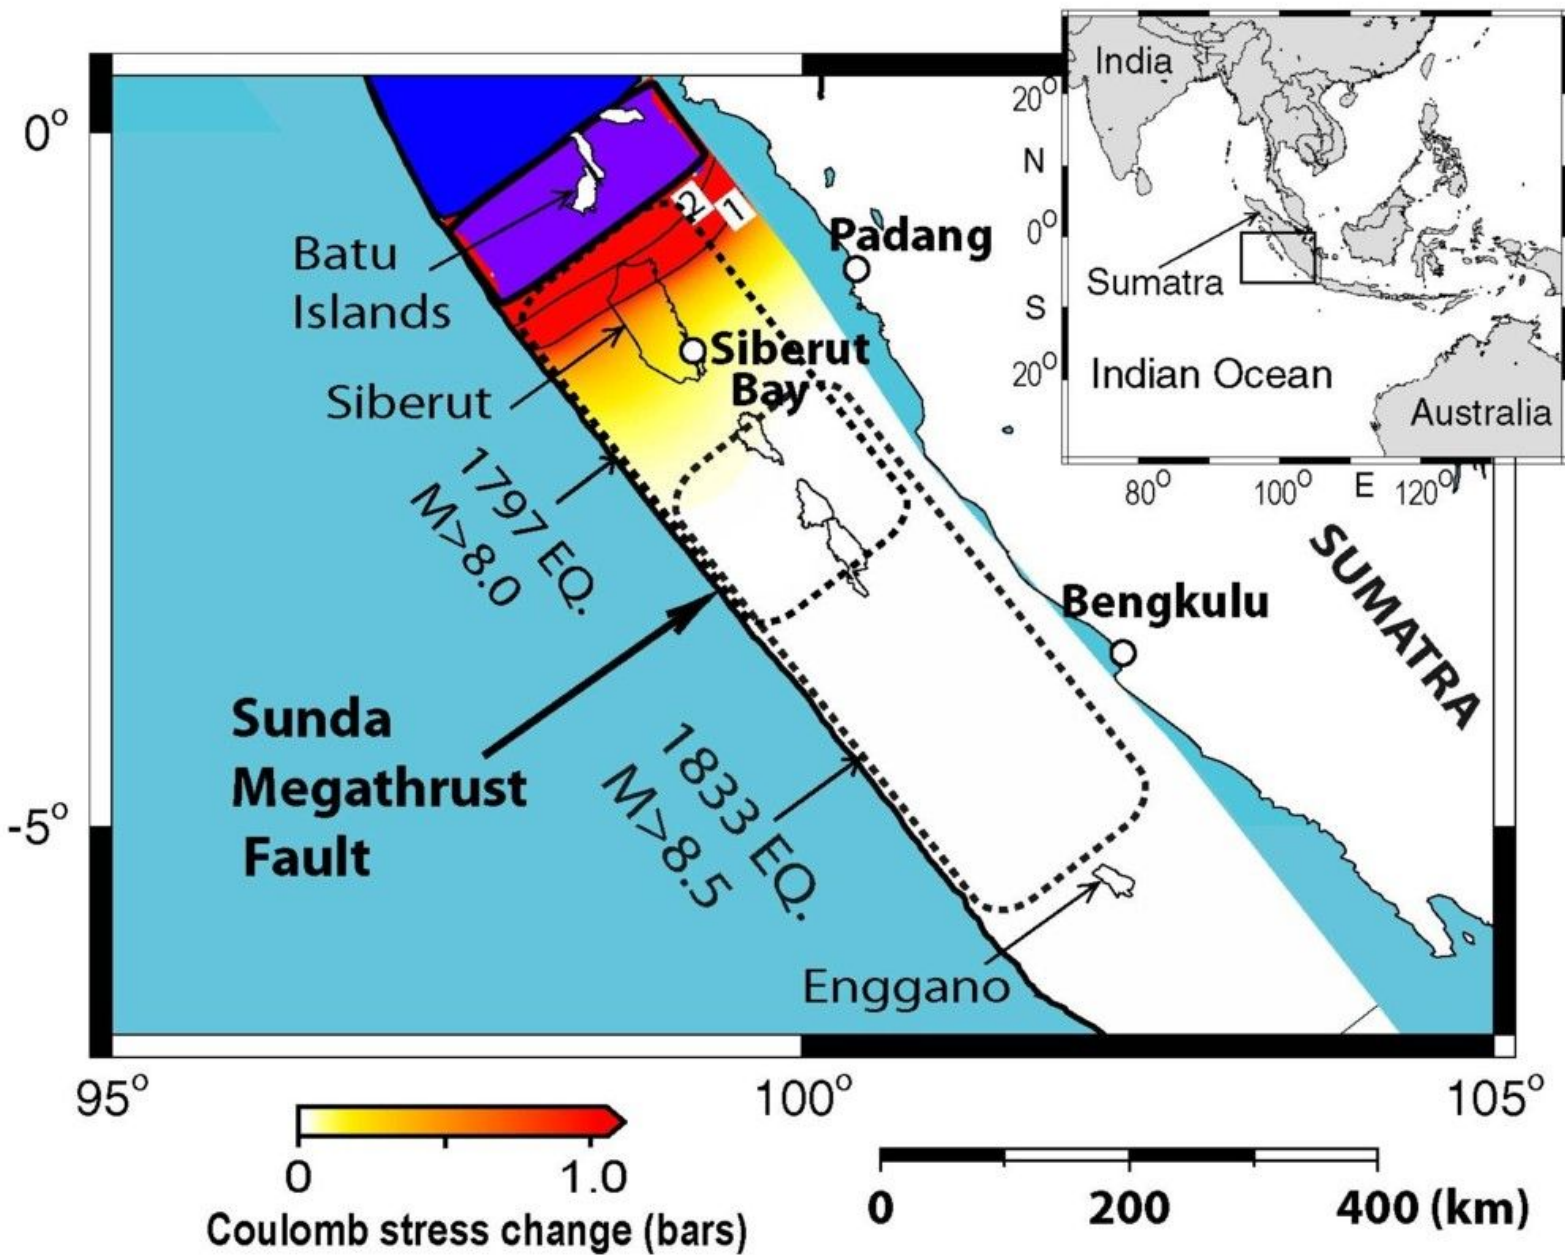 India
20°
N
0°
Sumatra
S
20°
Indian Ocean
Australia
80°
100°
E
120°
0°
2
1
Padang
Batu
Islands
Siberut
Bay
Siberut
1797 EQ.
M>8.0
SUMATRA
Bengkulu
Sunda
Megathrust
Fault
1833 EQ.
M>8.5
-5°
Enggano
95°
100°
105°
0
1.0
Coulomb stress change (bars)
0
200
400 (km)